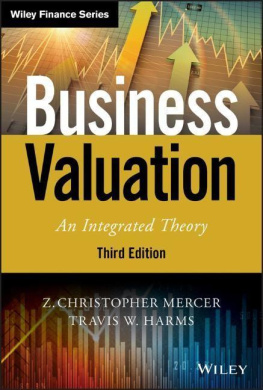 Wiley Finance Series
Business
Valuation
An Integrated Theory
Third Edition
Z. CHRISTOPHER MERCER
TRAVIS W. HARMS
WILEY